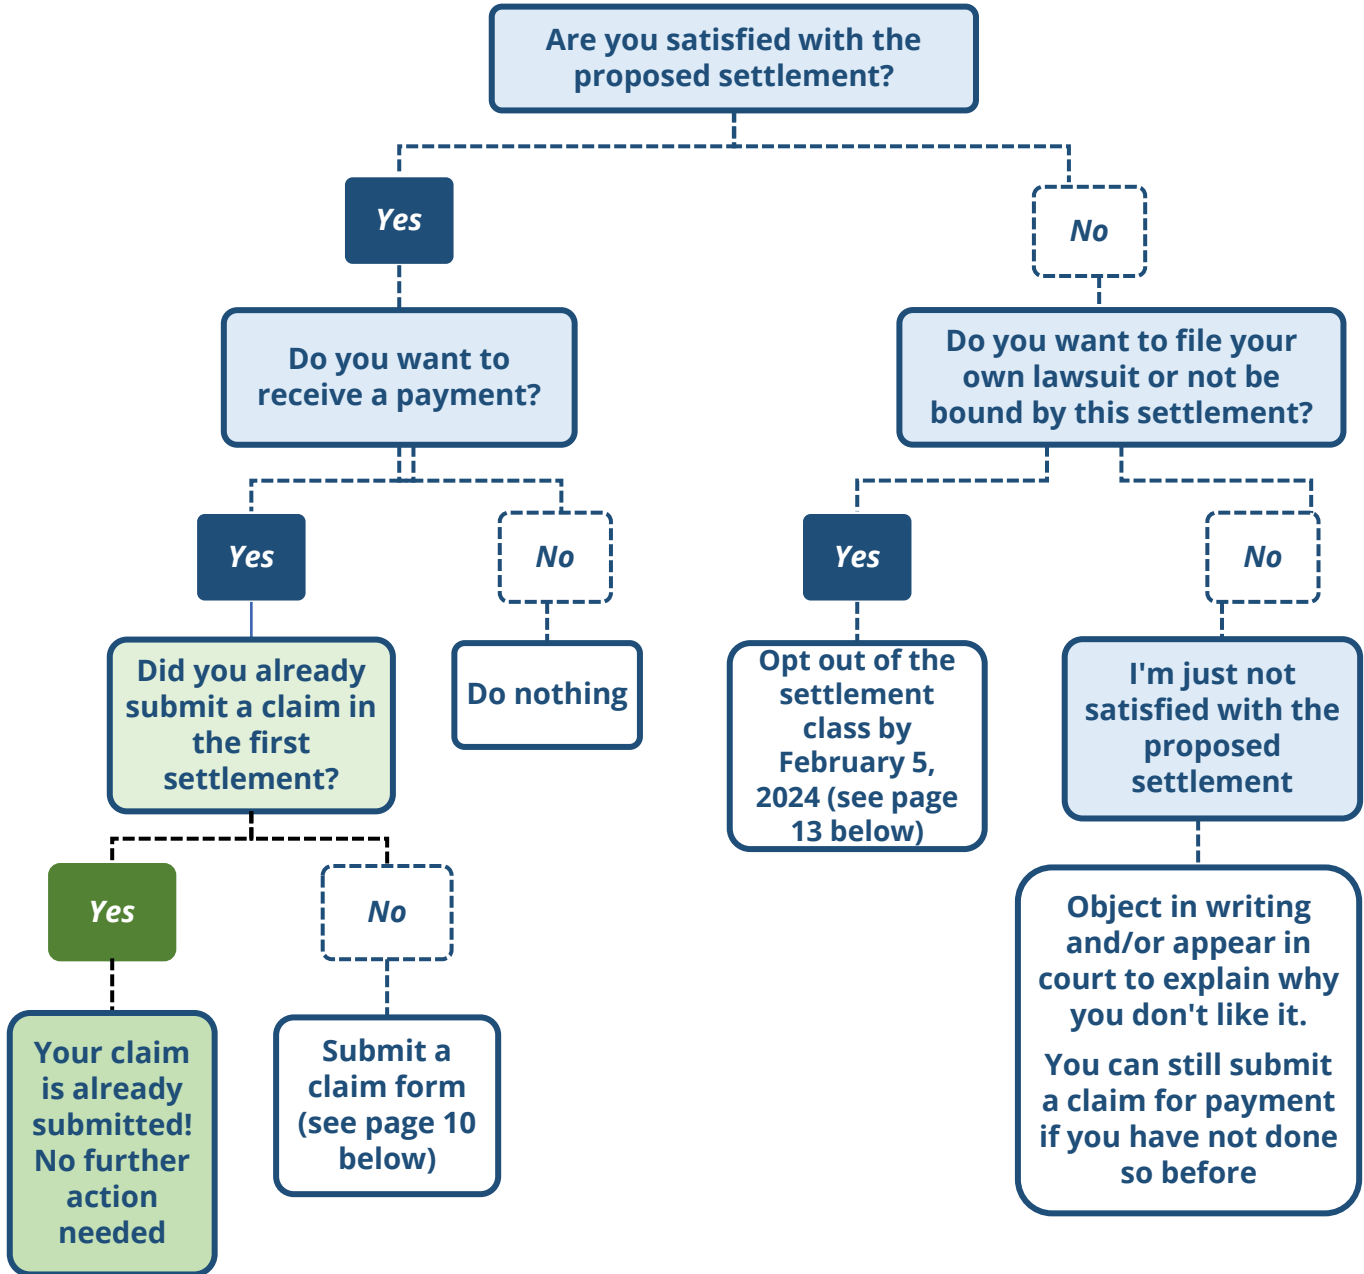 Are you satisfied with the
proposed settlement?
Yes
No
Do you want to
receive a payment?
Do you want to file your
own lawsuit or not be
bound by this settlement?
Yes
No
Yes
No
Did you already
submit a claim in
the first
settlement?
Do nothing
Opt out of the
settlement
class by
February 5,
2024 (see page
13 below)
I'm just not
satisfied with the
proposed
settlement
Yes
No
Your claim
is already
submitted!
No further
action
needed
Submit a
claim form
(see page 10
below)
Object in writing
and/or appear in
court to explain why
you don't like it.
You can still submit
a claim for payment
if you have not done
so before